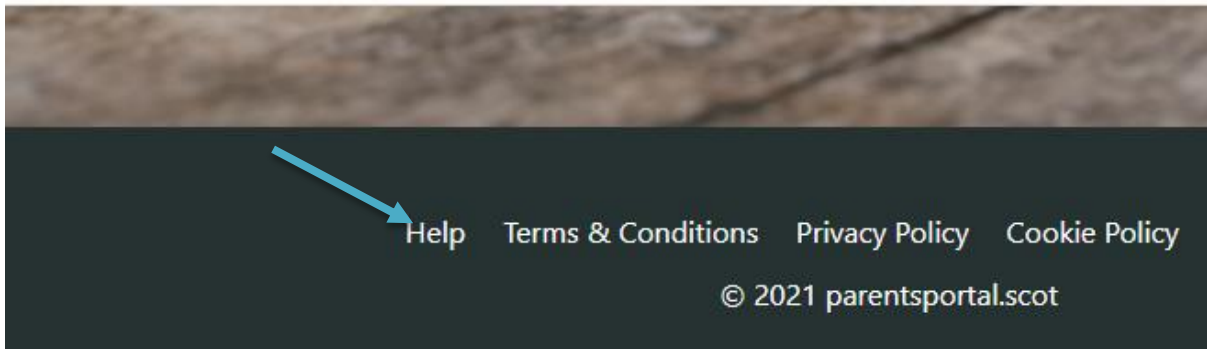 Help Terms & Conditions Privacy Policy Cookie Policy
© 2021 parentsportal.scot